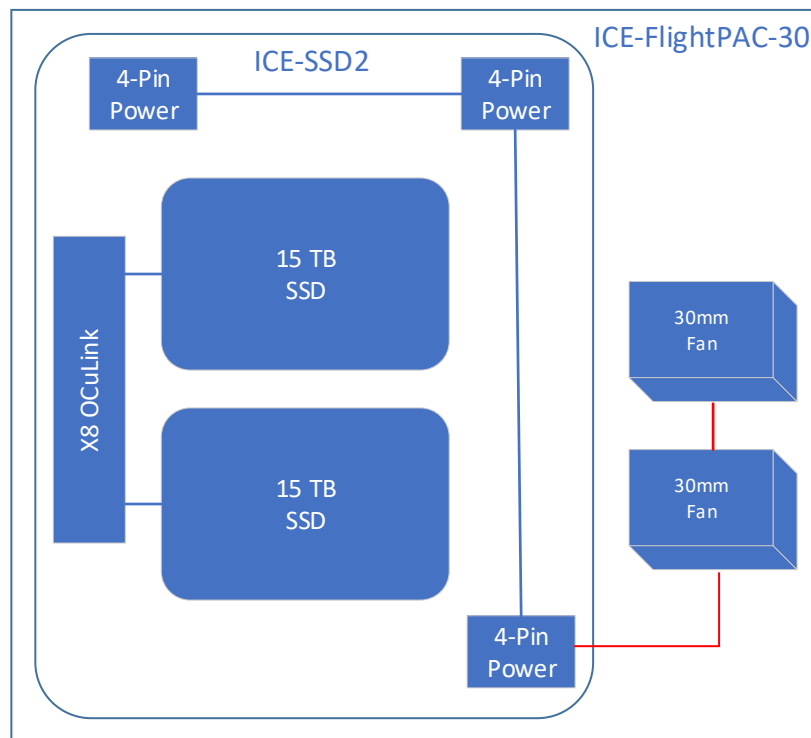 ICE-FlightPAC-30
ICE-SSD2
4-Pin
Power
4-Pin
Power
15 TB
SSD
X8 OCuLink
15 TB
SSD
30mm
Fan
30mm
Fan
4-Pin
Power